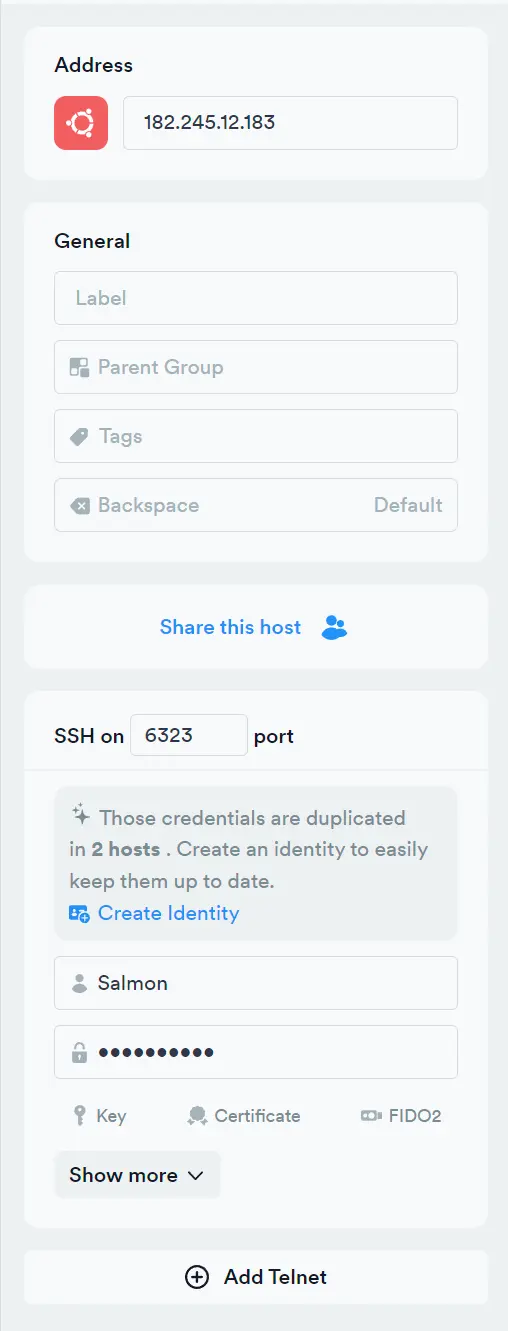 Address
182.245.12.183
General
Label
Parent Group
Tags
Backspace Default
Share this host
SSH on 6323 port
Those credentials are duplicated
in 2 hosts . Create an identity to easily
keep them up to date.
Create Identity
Salmon
●●●●●●●●●●
Key Certificate FIDO2
Show more
Add Telnet